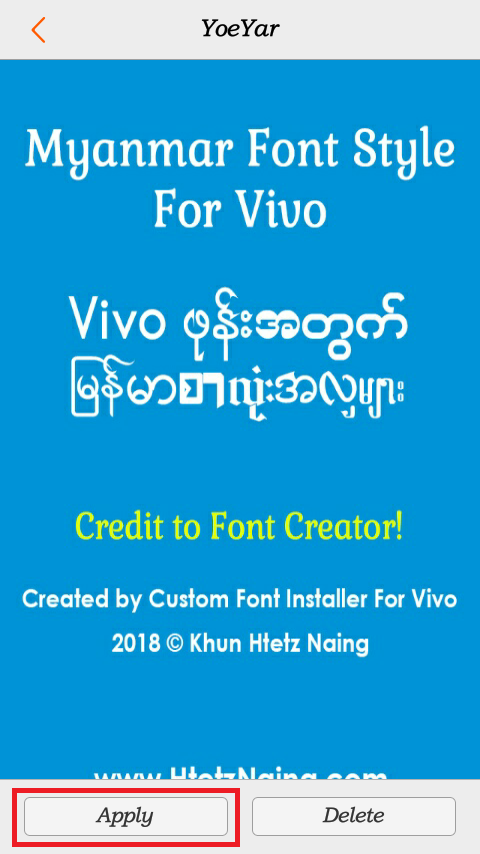 YoeYar
Myanmar Font Style
For Vivo
Vivo ဖုန်းအတွက်
မြန်မာစာလုံးအလှများ
Credit to Font Creator!
Created by Custom Font Installer For Vivo
2018 © Khun Htetz Naing
www.HtetzNaing.com
Apply
Delete